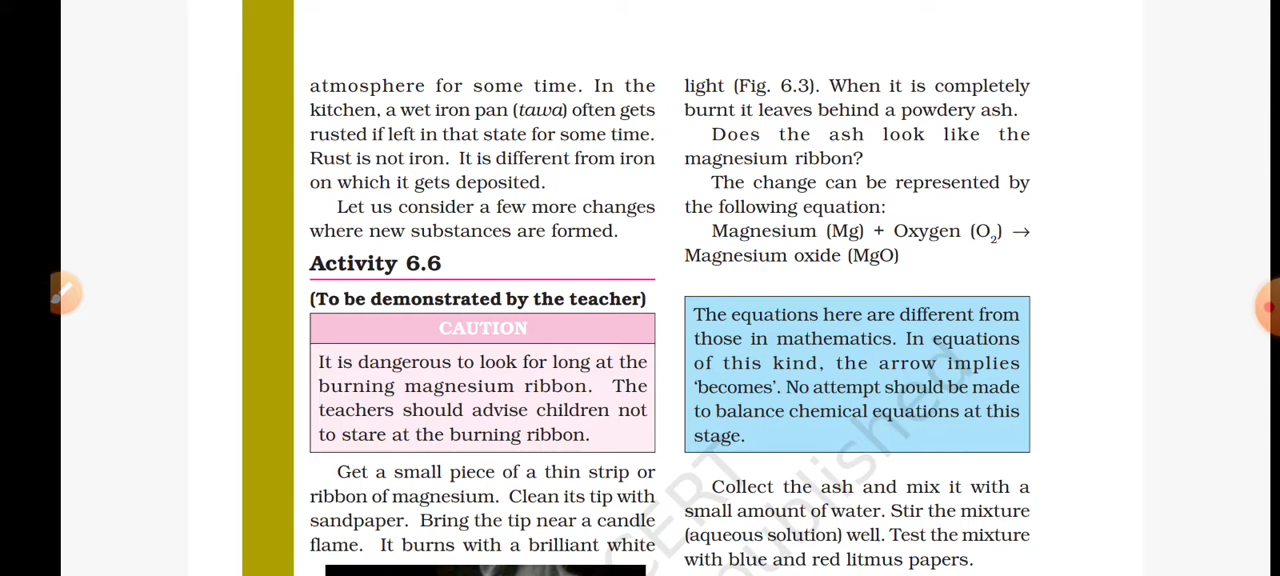 atmosphere for some time. In the
kitchen, a wet iron pan (tawa) often gets
rusted if left in that state for some time.
Rust is not iron. It is different from iron
on which it gets deposited.
Let us consider a few more changes
where new substances are formed.
Activity 6.6
(To be demonstrated by the teacher)
CAUTION
It is dangerous to look for long at the
burning magnesium ribbon. The
teachers should advise children not
to stare at the burning ribbon.
Get a small piece of a thin strip or
ribbon of magnesium. Clean its tip with
sandpaper. Bring the tip near a candle
flame. It burns with a brilliant white
light (Fig. 6.3). When it is completely
burnt it leaves behind a powdery ash.
Does the ash look like the
magnesium ribbon?
The change can be represented by
the following equation:
Magnesium (Mg) + Oxygen (O₂) →
Magnesium oxide (MgO)
The equations here are different from
those in mathematics. In equations
of this kind, the arrow implies
‘becomes’. No attempt should be made
to balance chemical equations at this
stage.
Collect the ash and mix it with a
small amount of water. Stir the mixture
(aqueous solution) well. Test the mixture
with blue and red litmus papers.